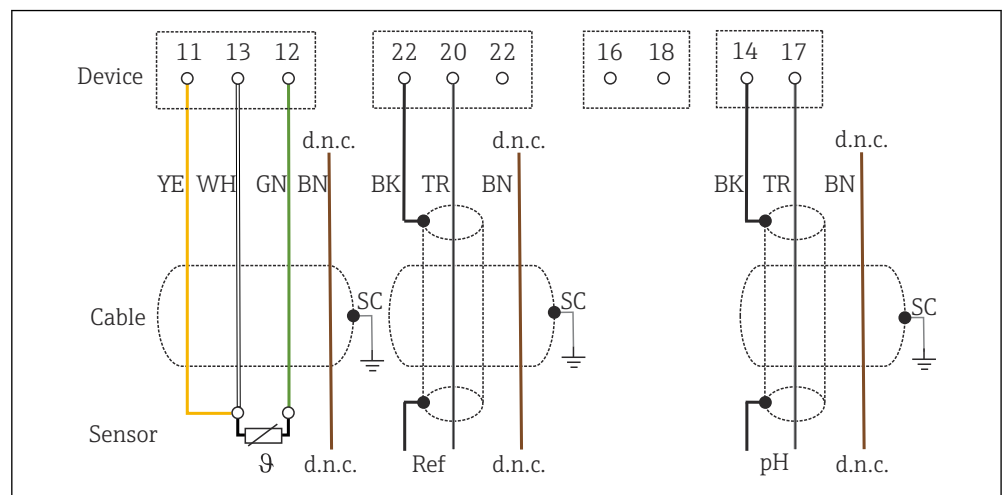 11 13 12 22 20 22 16 18 14 17
Device
d.n.c. d.n.c. d.n.c.
YE WH GN BN BK TR BN BK TR BN
SC SC SC
Cable
Sensor
ϑ d.n.c. Ref d.n.c. pH d.n.c.